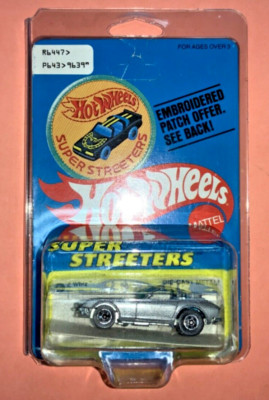 R6447>
P643>9639"
FOR AGES OVER 3
HOT WHEELS
SUPER STREETERS
EMBROIDERED
PATCH OFFER.
SEE BACK!
HOT WHEELS
MATTEL
SUPER
STREETERS